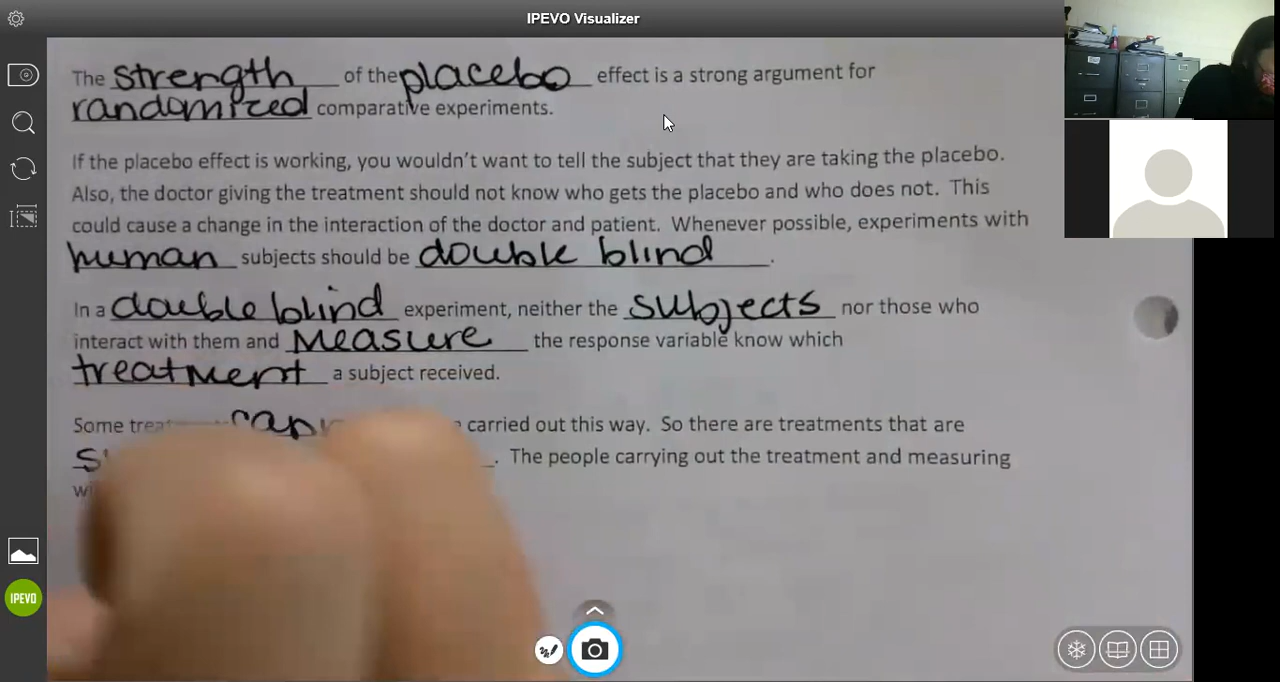 IPEVO Visualizer
The strength of the placebo effect is a strong argument for
randomized comparative experiments.
If the placebo effect is working, you wouldn't want to tell the subject that they are taking the placebo.
Also, the doctor giving the treatment should not know who gets the placebo and who does not. This
could cause a change in the interaction of the doctor and patient. Whenever possible, experiments with
human subjects should be double blind.
In a double blind experiment, neither the subjects nor those who
interact with them and measure the response variable know which
treatment a subject received.
Some carried out this way. So there are treatments that are
. The people carrying out the treatment and measuring
IPEVO